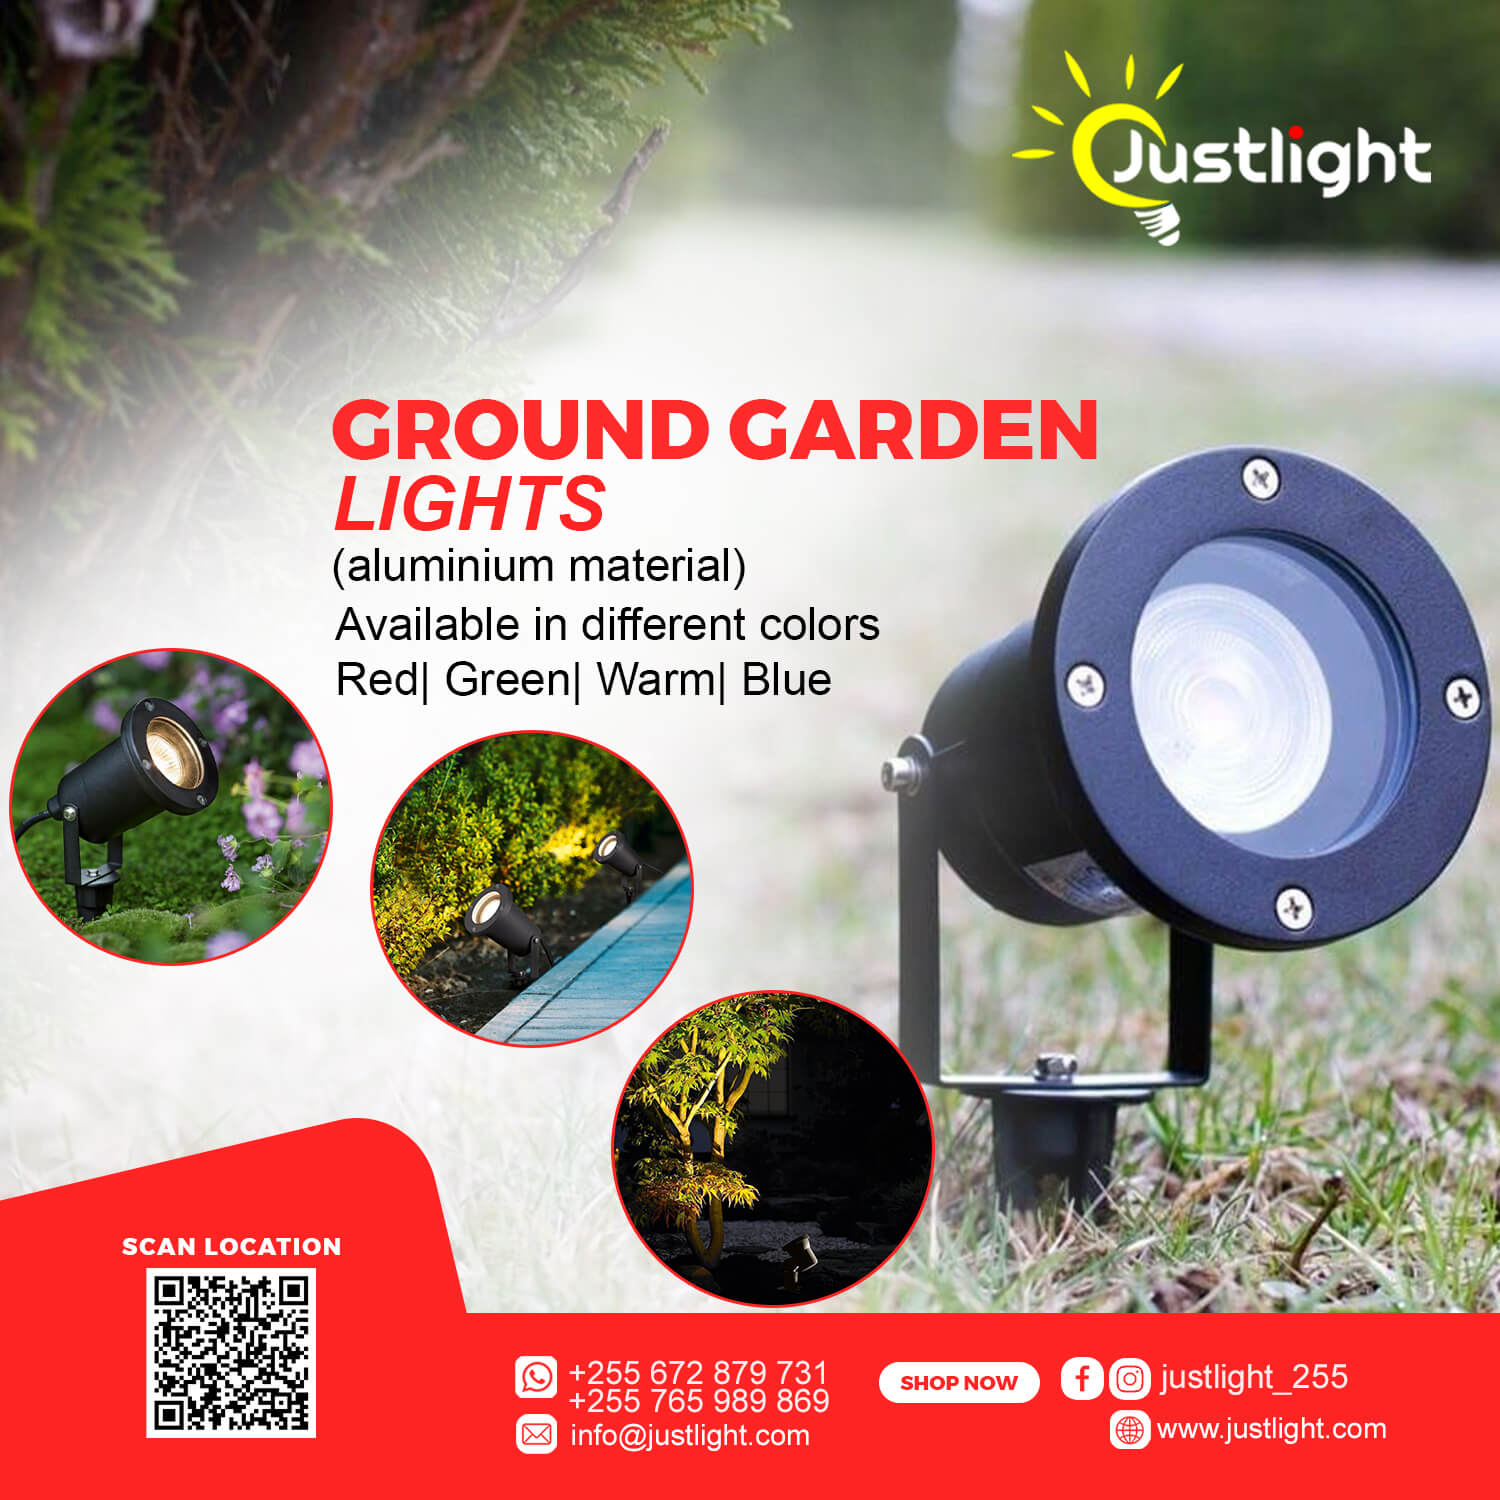 Justlight
GROUND GARDEN
LIGHTS
(aluminium material)
Available in different colors
Red| Green| Warm| Blue
SCAN LOCATION
+255 672 879 731
+255 765 989 869
info@justlight.com
SHOP NOW
justlight_255
www.justlight.com